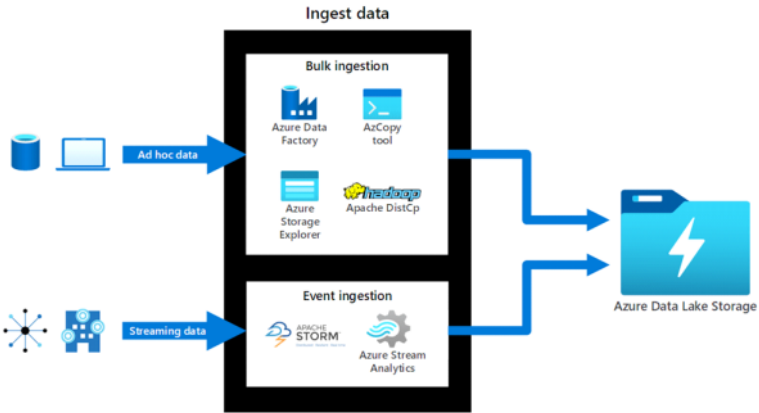 Ingest data
Bulk ingestion
Azure Data
Factory
AzCopy
tool
Ad hoc data
Azure
Storage
Explorer
hadoop
Apache DistCp
Azure Data Lake Storage
Event ingestion
Streaming data
APACHE
STORM
Azure Stream
Analytics